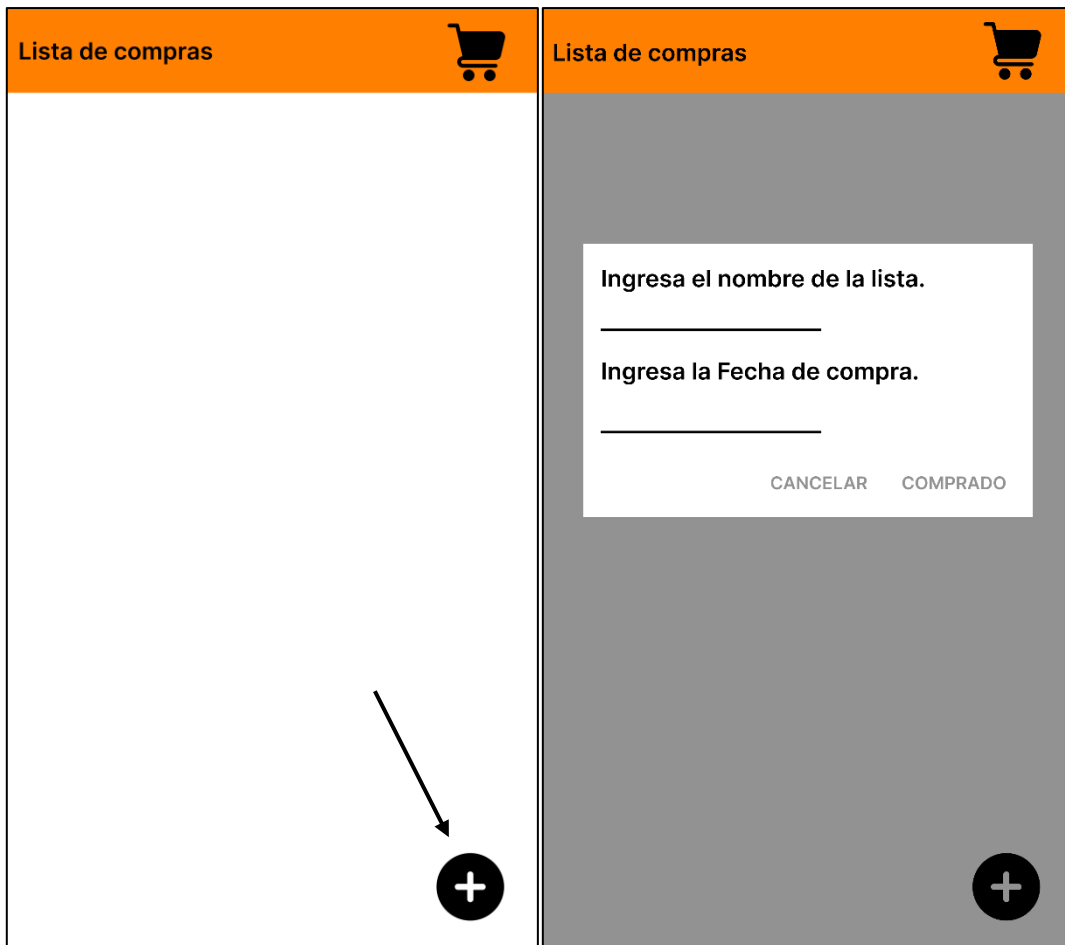 Lista de compras
Lista de compras
Ingresa el nombre de la lista.
Ingresa la Fecha de compra.
CANCELAR COMPRADO